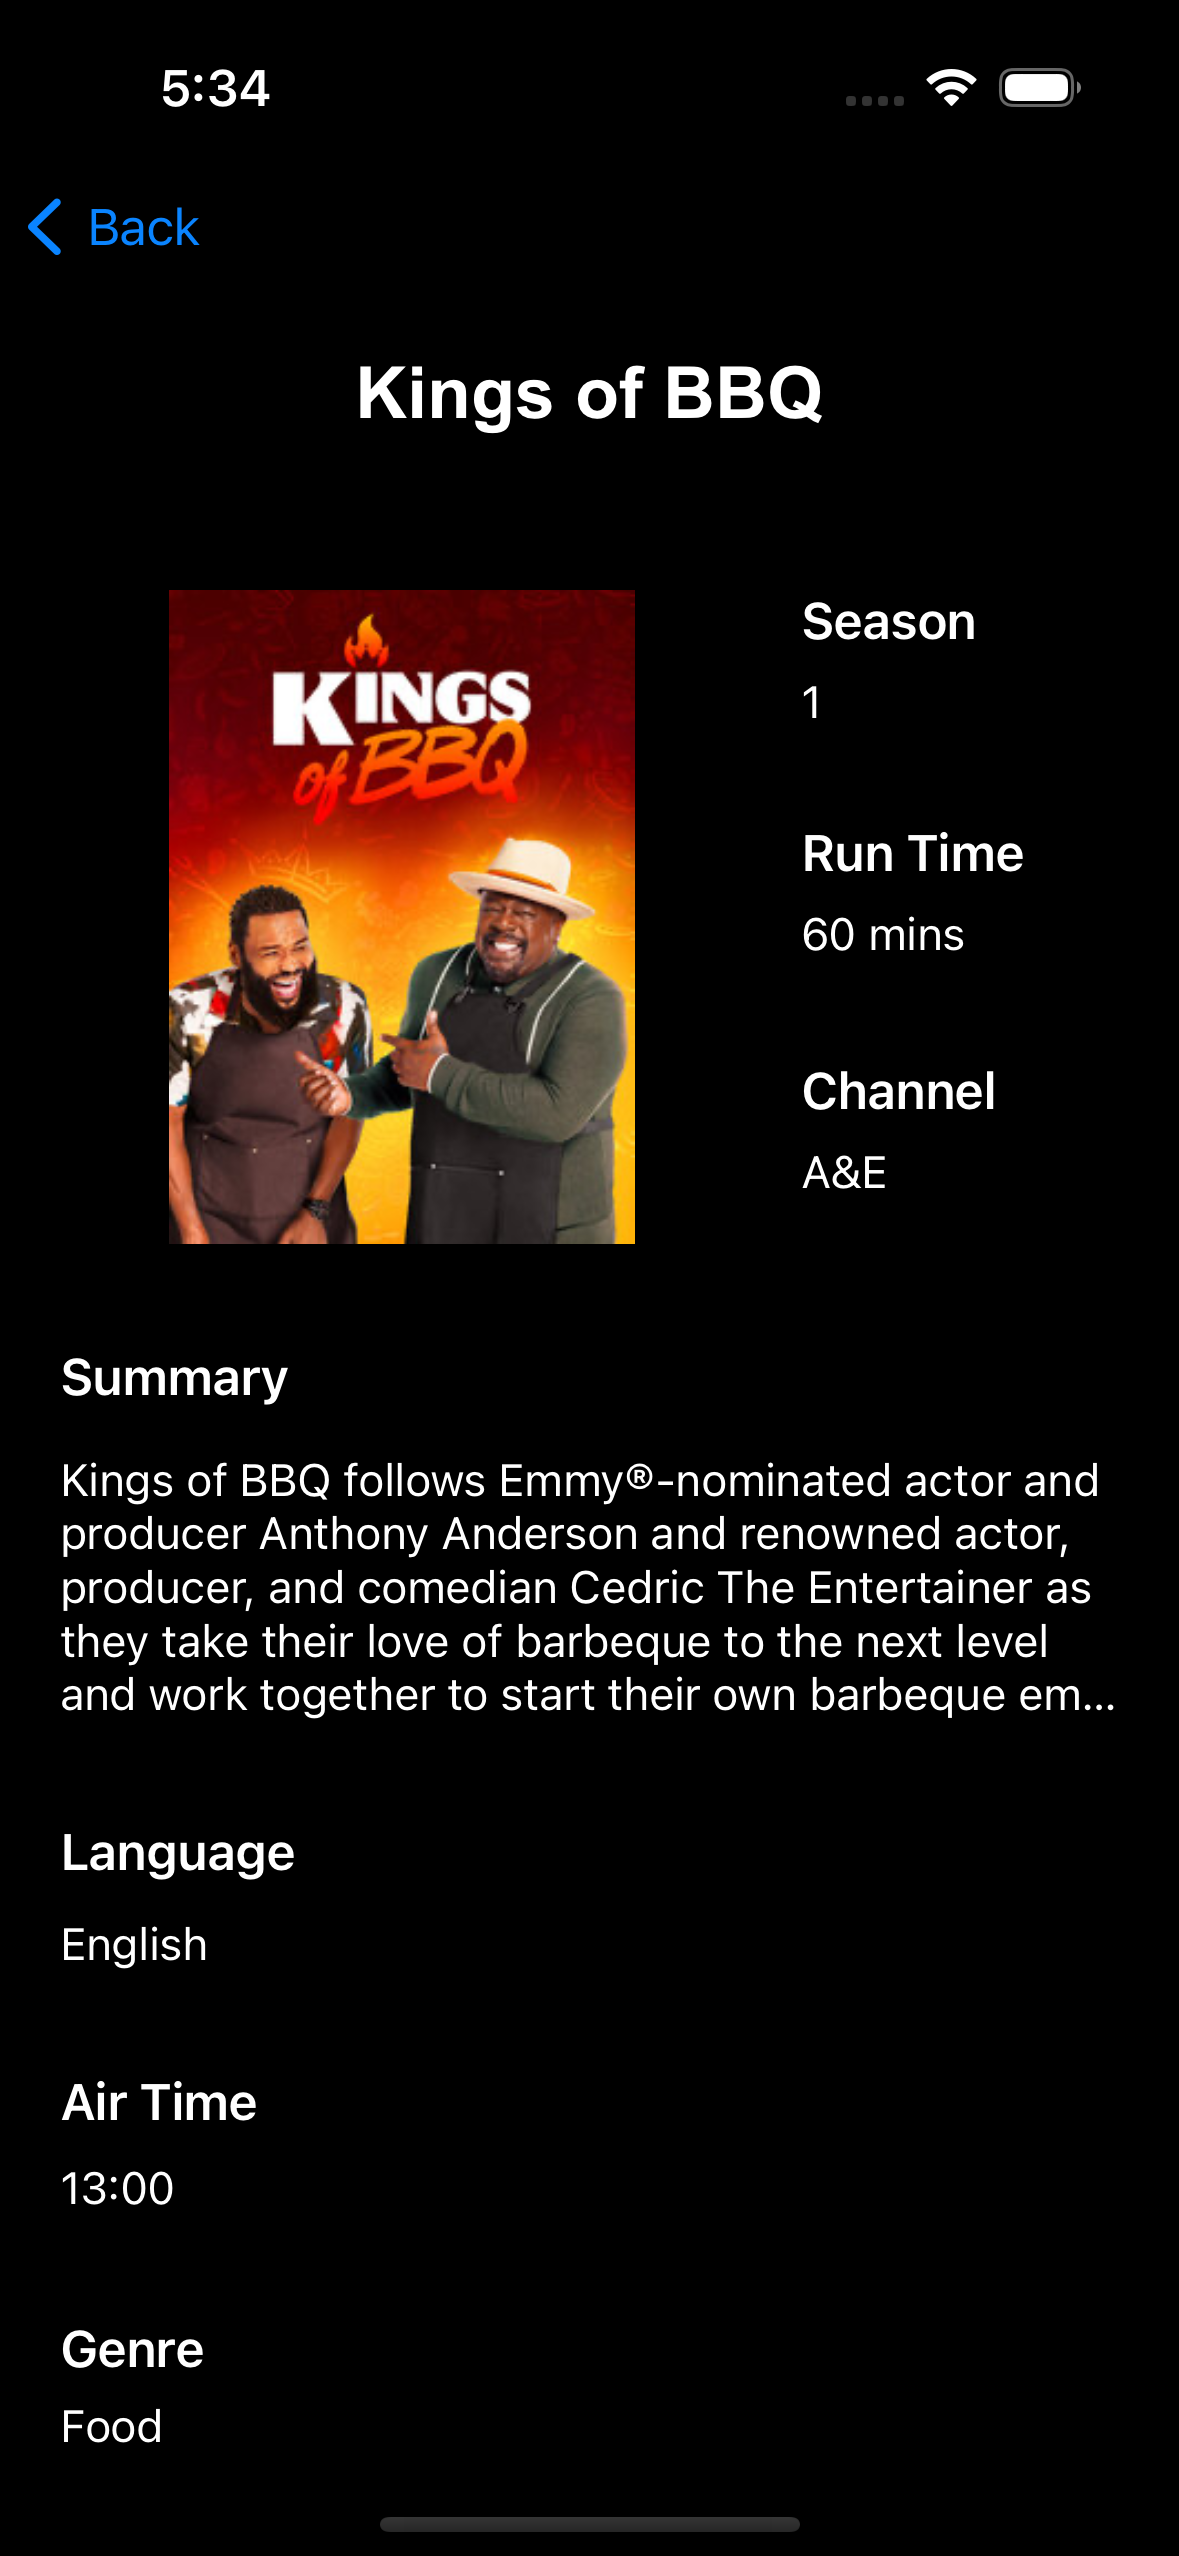 5:34
Back
Kings of BBQ
KINGS
of BBQ
Season
1
Run Time
60 mins
Channel
A&E
Summary
Kings of BBQ follows Emmy®-nominated actor and
producer Anthony Anderson and renowned actor,
producer, and comedian Cedric The Entertainer as
they take their love of barbeque to the next level
and work together to start their own barbeque em...
Language
English
Air Time
13:00
Genre
Food